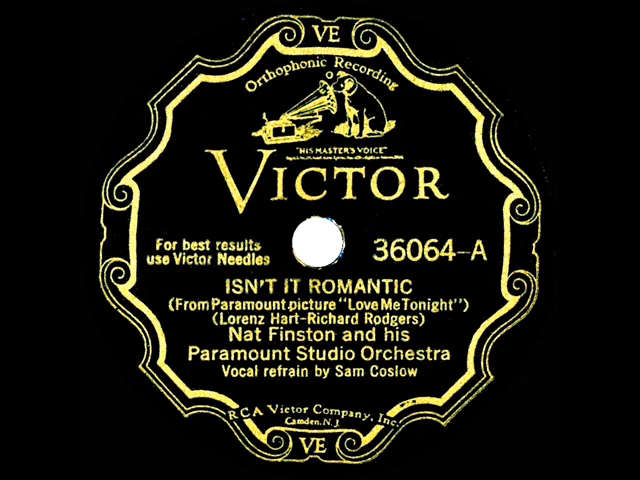 VE
Orthophonic Recording
"HIS MASTER'S VOICE"
VICTOR
For best results
use Victor Needles
36064-A
ISN'T IT ROMANTIC
(From Paramount picture "Love Me Tonight")
(Lorenz Hart-Richard Rodgers)
Nat Finston and his
Paramount Studio Orchestra
Vocal refrain by Sam Coslow
RCA Victor Company, Inc.
Camden, N. J.
VE